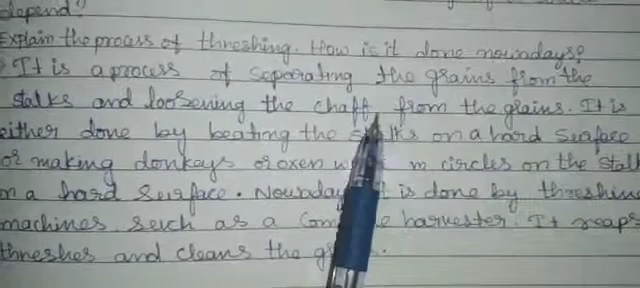 depend?
Explain the process of threshing. How is it done nowadays?
It is a process of separating the grains from the
stalks and loosening the chaff from the grains. It is
either done by beating the on a hard surface
or making donkeys or oxen in circles on the stalk
on a hard surface. Nowaday it is done by threshin
machines such as a harvester. It reaps
threshes and cleans the